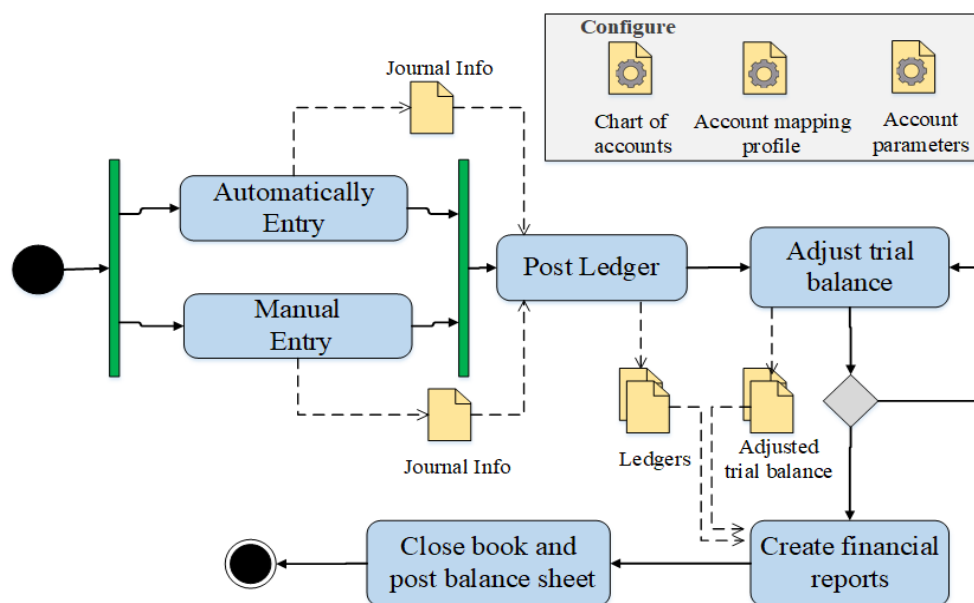 Configure
Journal Info
Chart of
accounts
Account mapping
profile
Account
parameters
Automatically
Entry
Post Ledger
Adjust trial
balance
Manual
Entry
Journal Info
Ledgers
Adjusted
trial balance
Close book and
post balance sheet
Create financial
reports